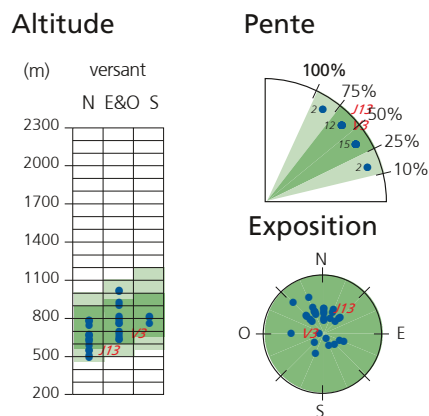 Altitude
(m) versant
N E&O S
2300
2000
1700
1400
1100
800
500
200
J13
V3
Pente
100%
75%
50%
25%
10%
2
12
15
2
J13
V3
Exposition
N
O
E
S
J13
V3